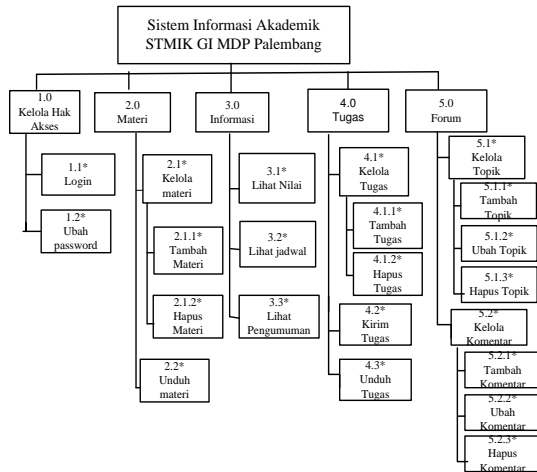 Sistem Informasi Akademik
STMIK GI MDP Palembang
1.0
Kelola Hak
Akses
2.0
Materi
3.0
Informasi
4.0
Tugas
5.0
Forum
1.1*
Login
1.2*
Ubah
password
2.1*
Kelola
materi
2.1.1*
Tambah
Materi
2.1.2*
Hapus
Materi
2.2*
Unduh
materi
3.1*
Lihat Nilai
3.2*
Lihat jadwal
3.3*
Lihat
Pengumuman
4.1*
Kelola
Tugas
4.1.1*
Tambah
Tugas
4.1.2*
Hapus
Tugas
4.2*
Kirim
Tugas
4.3*
Unduh
Tugas
5.1*
Kelola
Topik
5.1.1*
Tambah
Topik
5.1.2*
Ubah Topik
5.1.3*
Hapus Topik
5.2*
Kelola
Komentar
5.2.1*
Tambah
Komentar
5.2.2*
Ubah
Komentar
5.2.3*
Hapus
Komentar